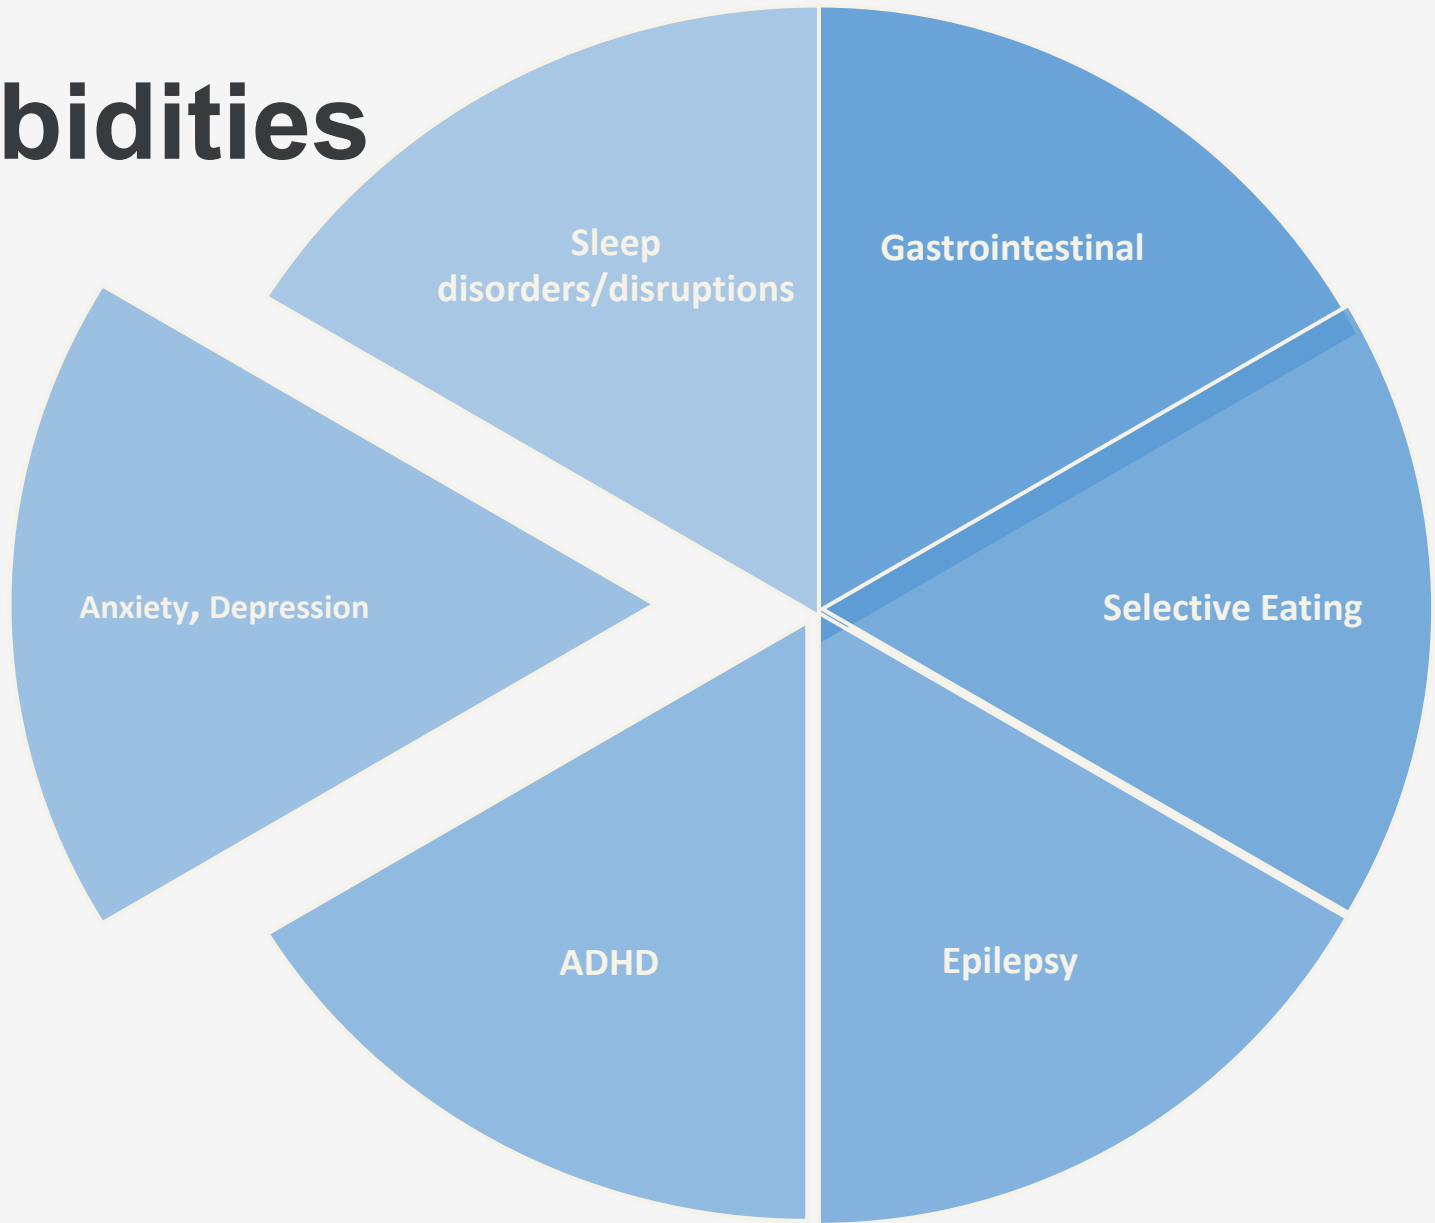 bidities
Sleep
disorders/disruptions
Gastrointestinal
Anxiety, Depression
Selective Eating
ADHD
Epilepsy